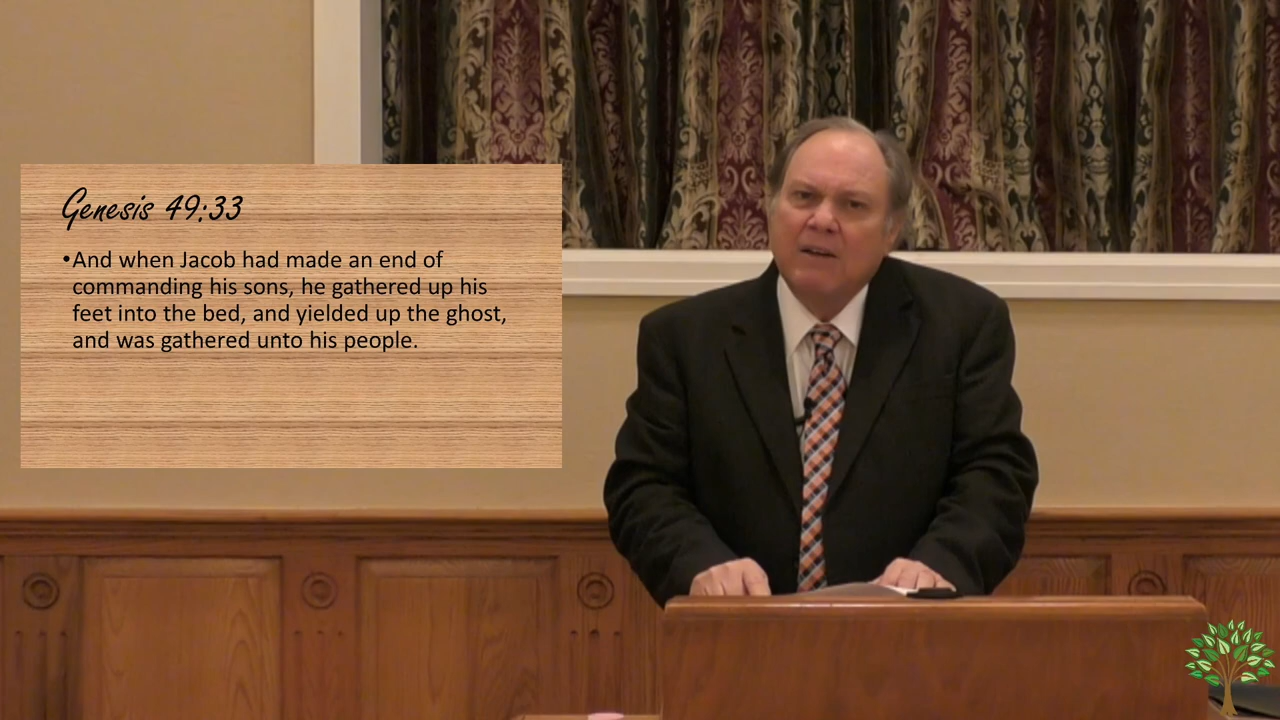 Genesis 49:33
•And when Jacob had made an end of
commanding his sons, he gathered up his
feet into the bed, and yielded up the ghost,
and was gathered unto his people.